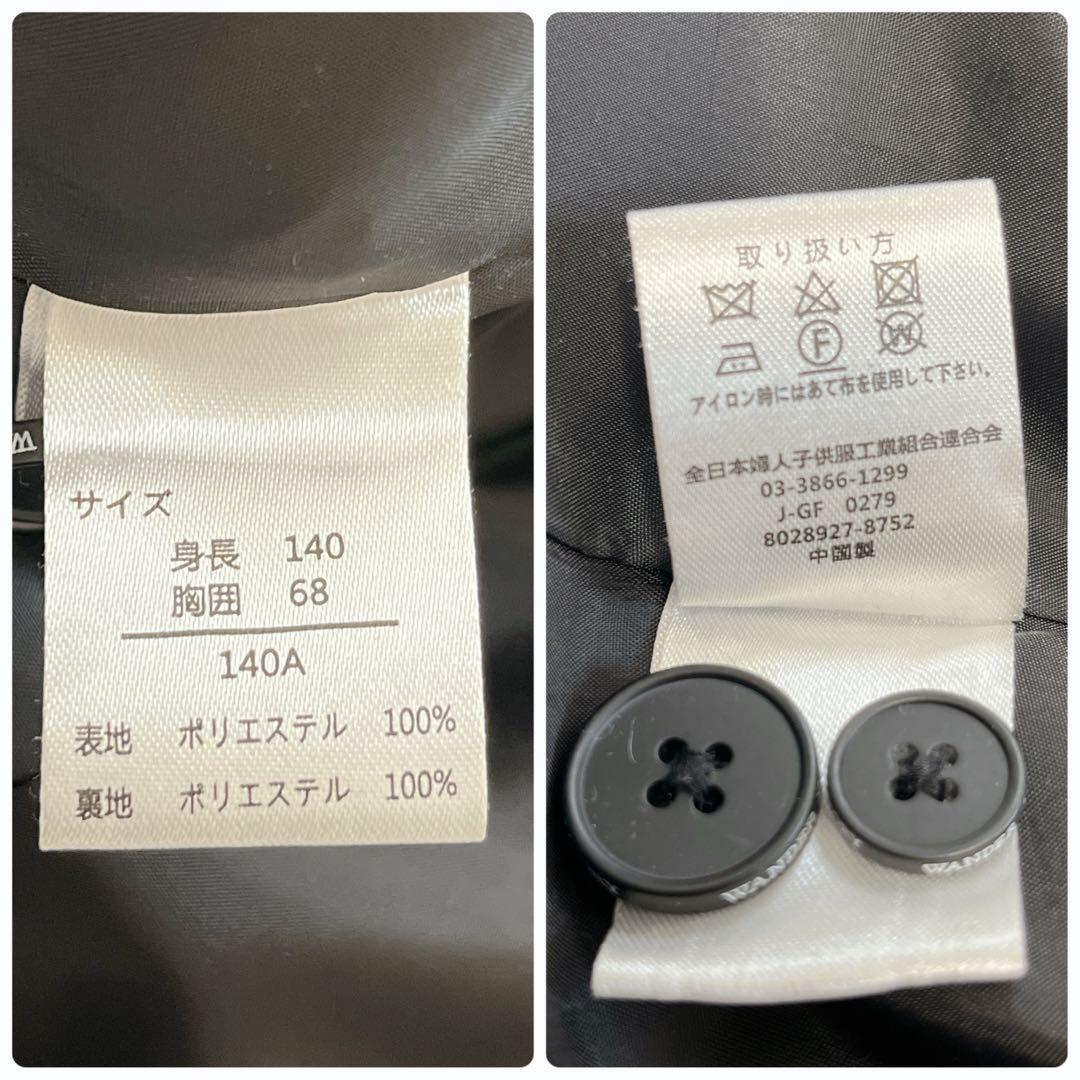 サイズ
身長 140
胸囲 68
140A
表地 ポリエステル 100%
裏地 ポリエステル 100%
取り扱い方
F
W
アイロン時にはあて布を使用して下さい。
全日本婦人子供服工業組合連合会
03-3866-1299
J-GF 0279
8028927-8752
中国製